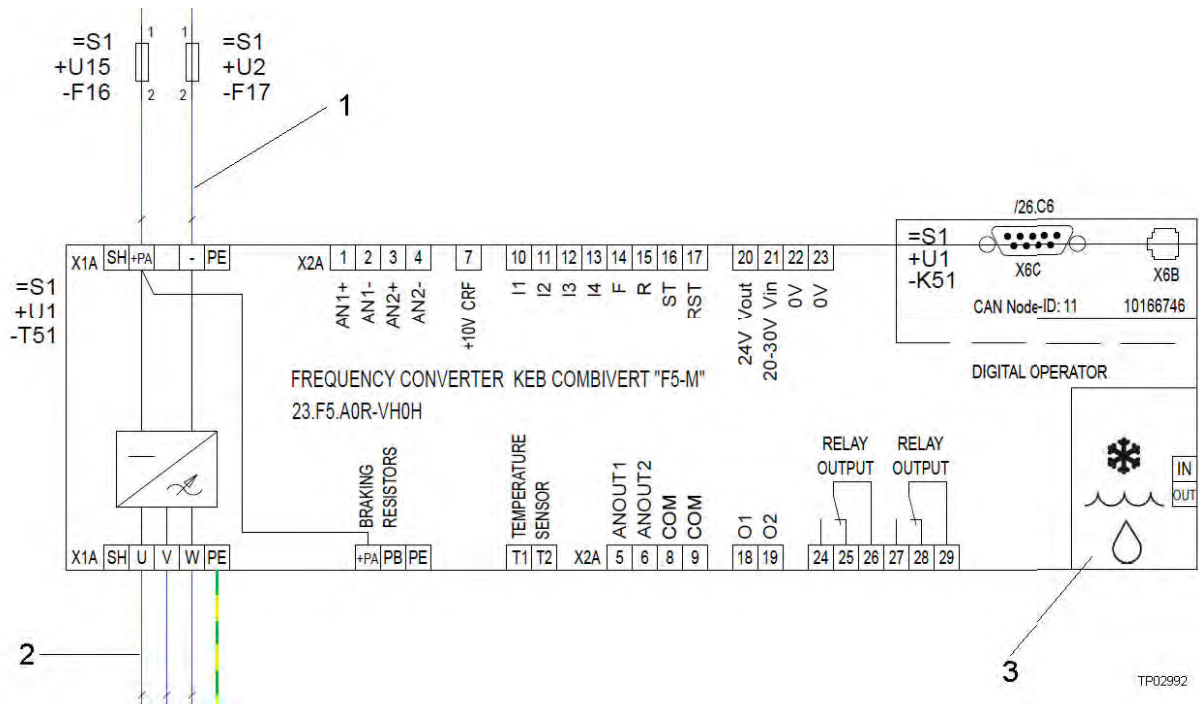 =S1
+U15
-F16
1
2
1
2
=S1
+U2
-F17
1
/26.C6
=S1
+U1
-K51
X6C
X6B
CAN Node-ID: 11
10166746
X1A SH +PA - PE
X2A 1 2 3 4
7
10 11 12 13 14 15 16 17
20 21 22 23
=S1
+U1
-T51
AN1+
AN1-
AN2+
AN2-
+10V CRF
I1
I2
I3
I4
F
R
ST
RST
24V Vout
20-30V Vin
0V
0V
DIGITAL OPERATOR
FREQUENCY CONVERTER KEB COMBIVERT "F5-M"
23.F5.A0R-VH0H
BRAKING
RESISTORS
TEMPERATURE
SENSOR
ANOUT1
ANOUT2
COM
COM
O1
O2
RELAY
OUTPUT
RELAY
OUTPUT
IN
OUT
X1A SH U V W PE
+PA PB PE
T1 T2
X2A 5 6 8 9
18 19
24 25 26 27 28 29
2
3
TP02992